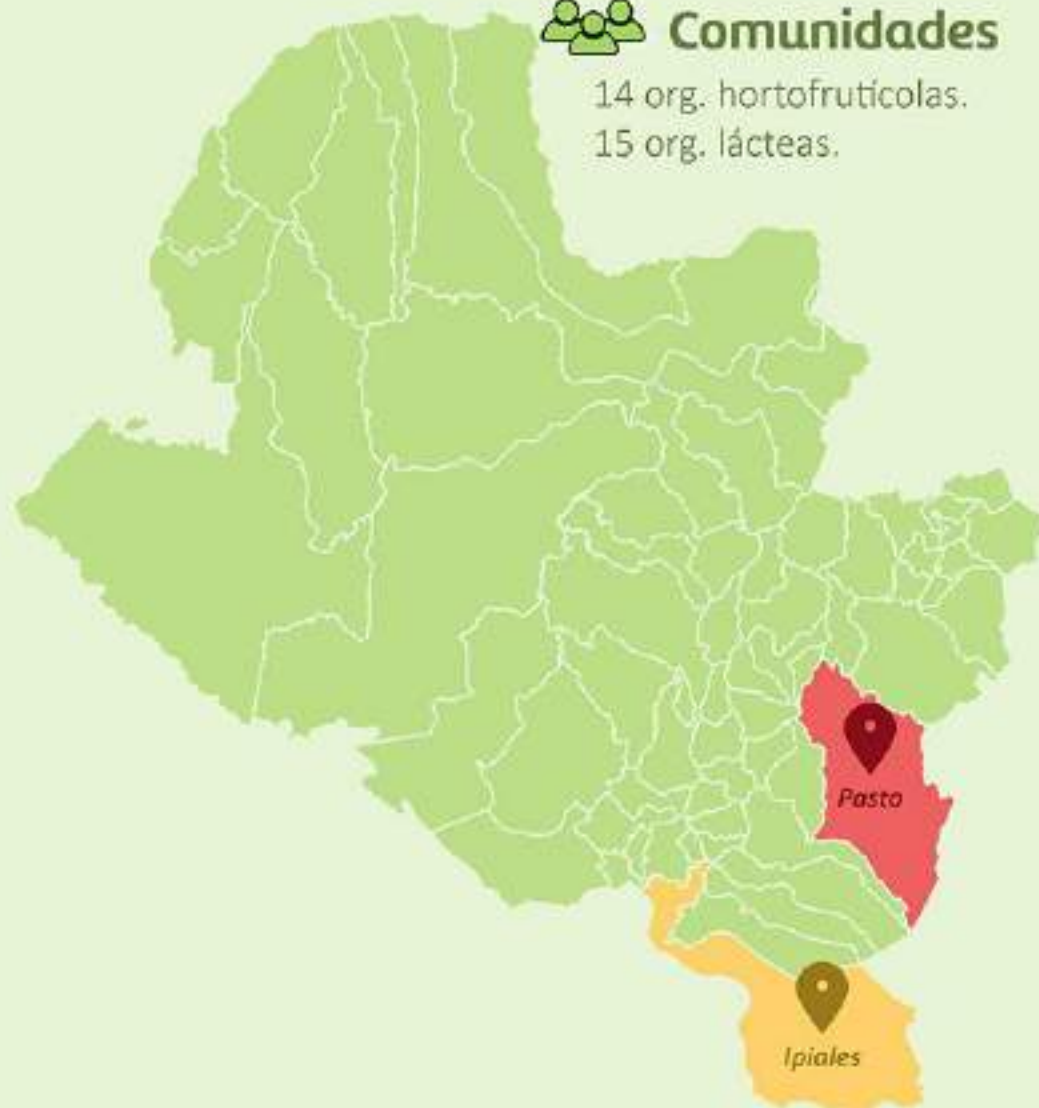 Comunidades
14 org. hortofrutícolas.
15 org. lácteas.
Pasto
Ipiales